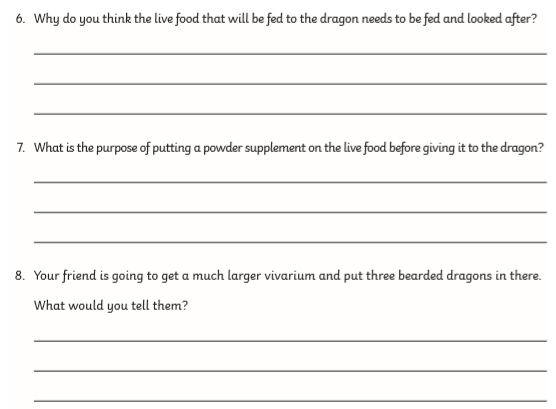 6. Why do you think the live food that will be fed to the dragon needs to be fed and looked after?
7. What is the purpose of putting a powder supplement on the live food before giving it to the dragon?
8. Your friend is going to get a much larger vivarium and put three bearded dragons in there.
What would you tell them?